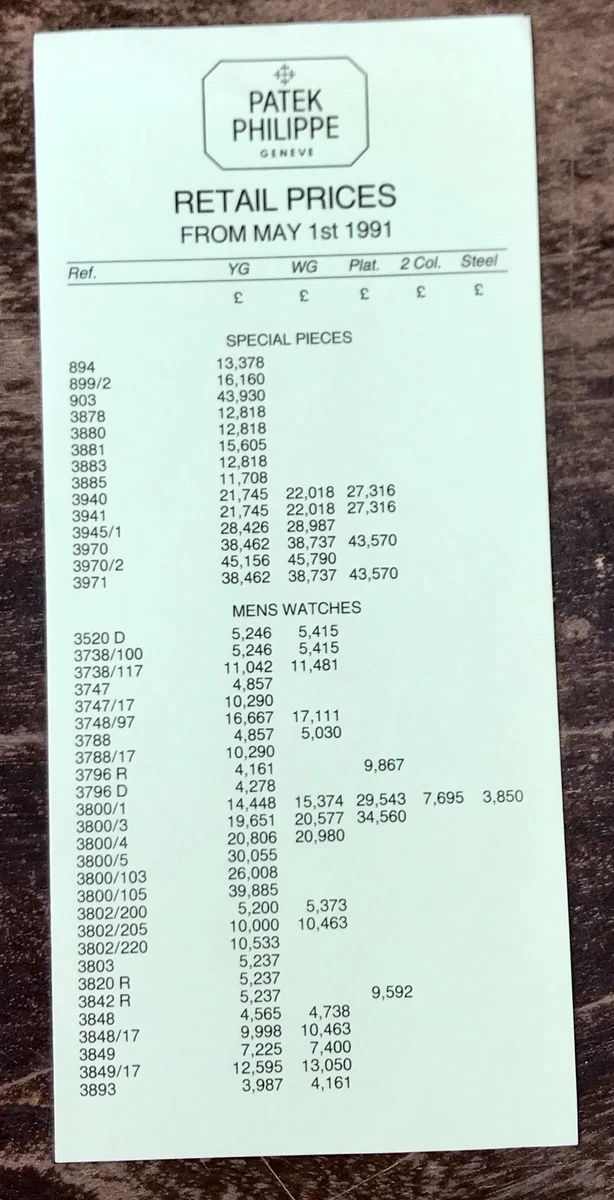 PATEK
PHILIPPE
GENEVE
RETAIL PRICES
FROM MAY 1st 1991
Ref. YG WG Plat. 2 Col. Steel
£ £ £ £ £
SPECIAL PIECES
894 13,378
899/2 16,160
903 43,930
3878 12,818
3880 12,818
3881 15,605
3883 12,818
3885 11,708
3940 21,745 22,018 27,316
3941 21,745 22,018 27,316
3945/1 28,426 28,987
3970 38,462 38,737 43,570
3970/2 45,156 45,790
3971 38,462 38,737 43,570
MENS WATCHES
3520 D 5,246 5,415
3738/100 5,246 5,415
3738/117 11,042 11,481
3747 4,857
3747/17 10,290
3748/97 16,667 17,111
3788 4,857 5,030
3788/17 10,290
3796 R 4,161 9,867
3796 D 4,278
3800/1 14,448 15,374 29,543 7,695 3,850
3800/3 19,651 20,577 34,560
3800/4 20,806 20,980
3800/5 30,055
3800/103 26,008
3800/105 39,885
3802/200 5,200 5,373
3802/205 10,000 10,463
3802/220 10,533
3803 5,237
3820 R 5,237
3842 R 5,237 9,592
3848 4,565 4,738
3848/17 9,998 10,463
3849 7,225 7,400
3849/17 12,595 13,050
3893 3,987 4,161